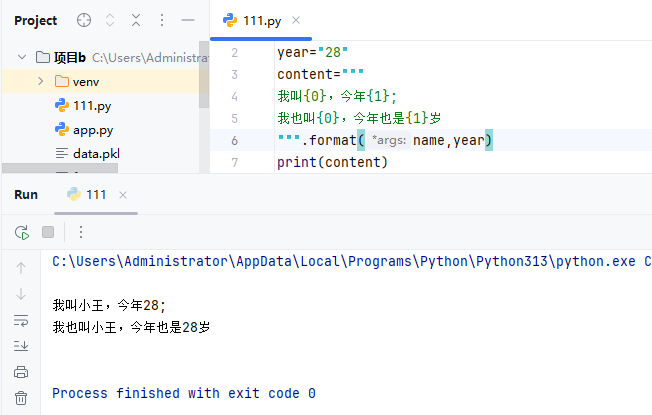 Project
111.py
项目b C:\Users\Administrat
venv
111.py
app.py
data.pkl
2 year="28"
3 content="""
4 我叫{0}，今年{1};
5 我也叫{0}，今年也是{1}岁
6 """.format( *args: name,year)
7 print(content)
Run 111
C:\Users\Administrator\AppData\Local\Programs\Python\Python313\python.exe C
我叫小王，今年28;
我也叫小王，今年也是28岁
Process finished with exit code 0